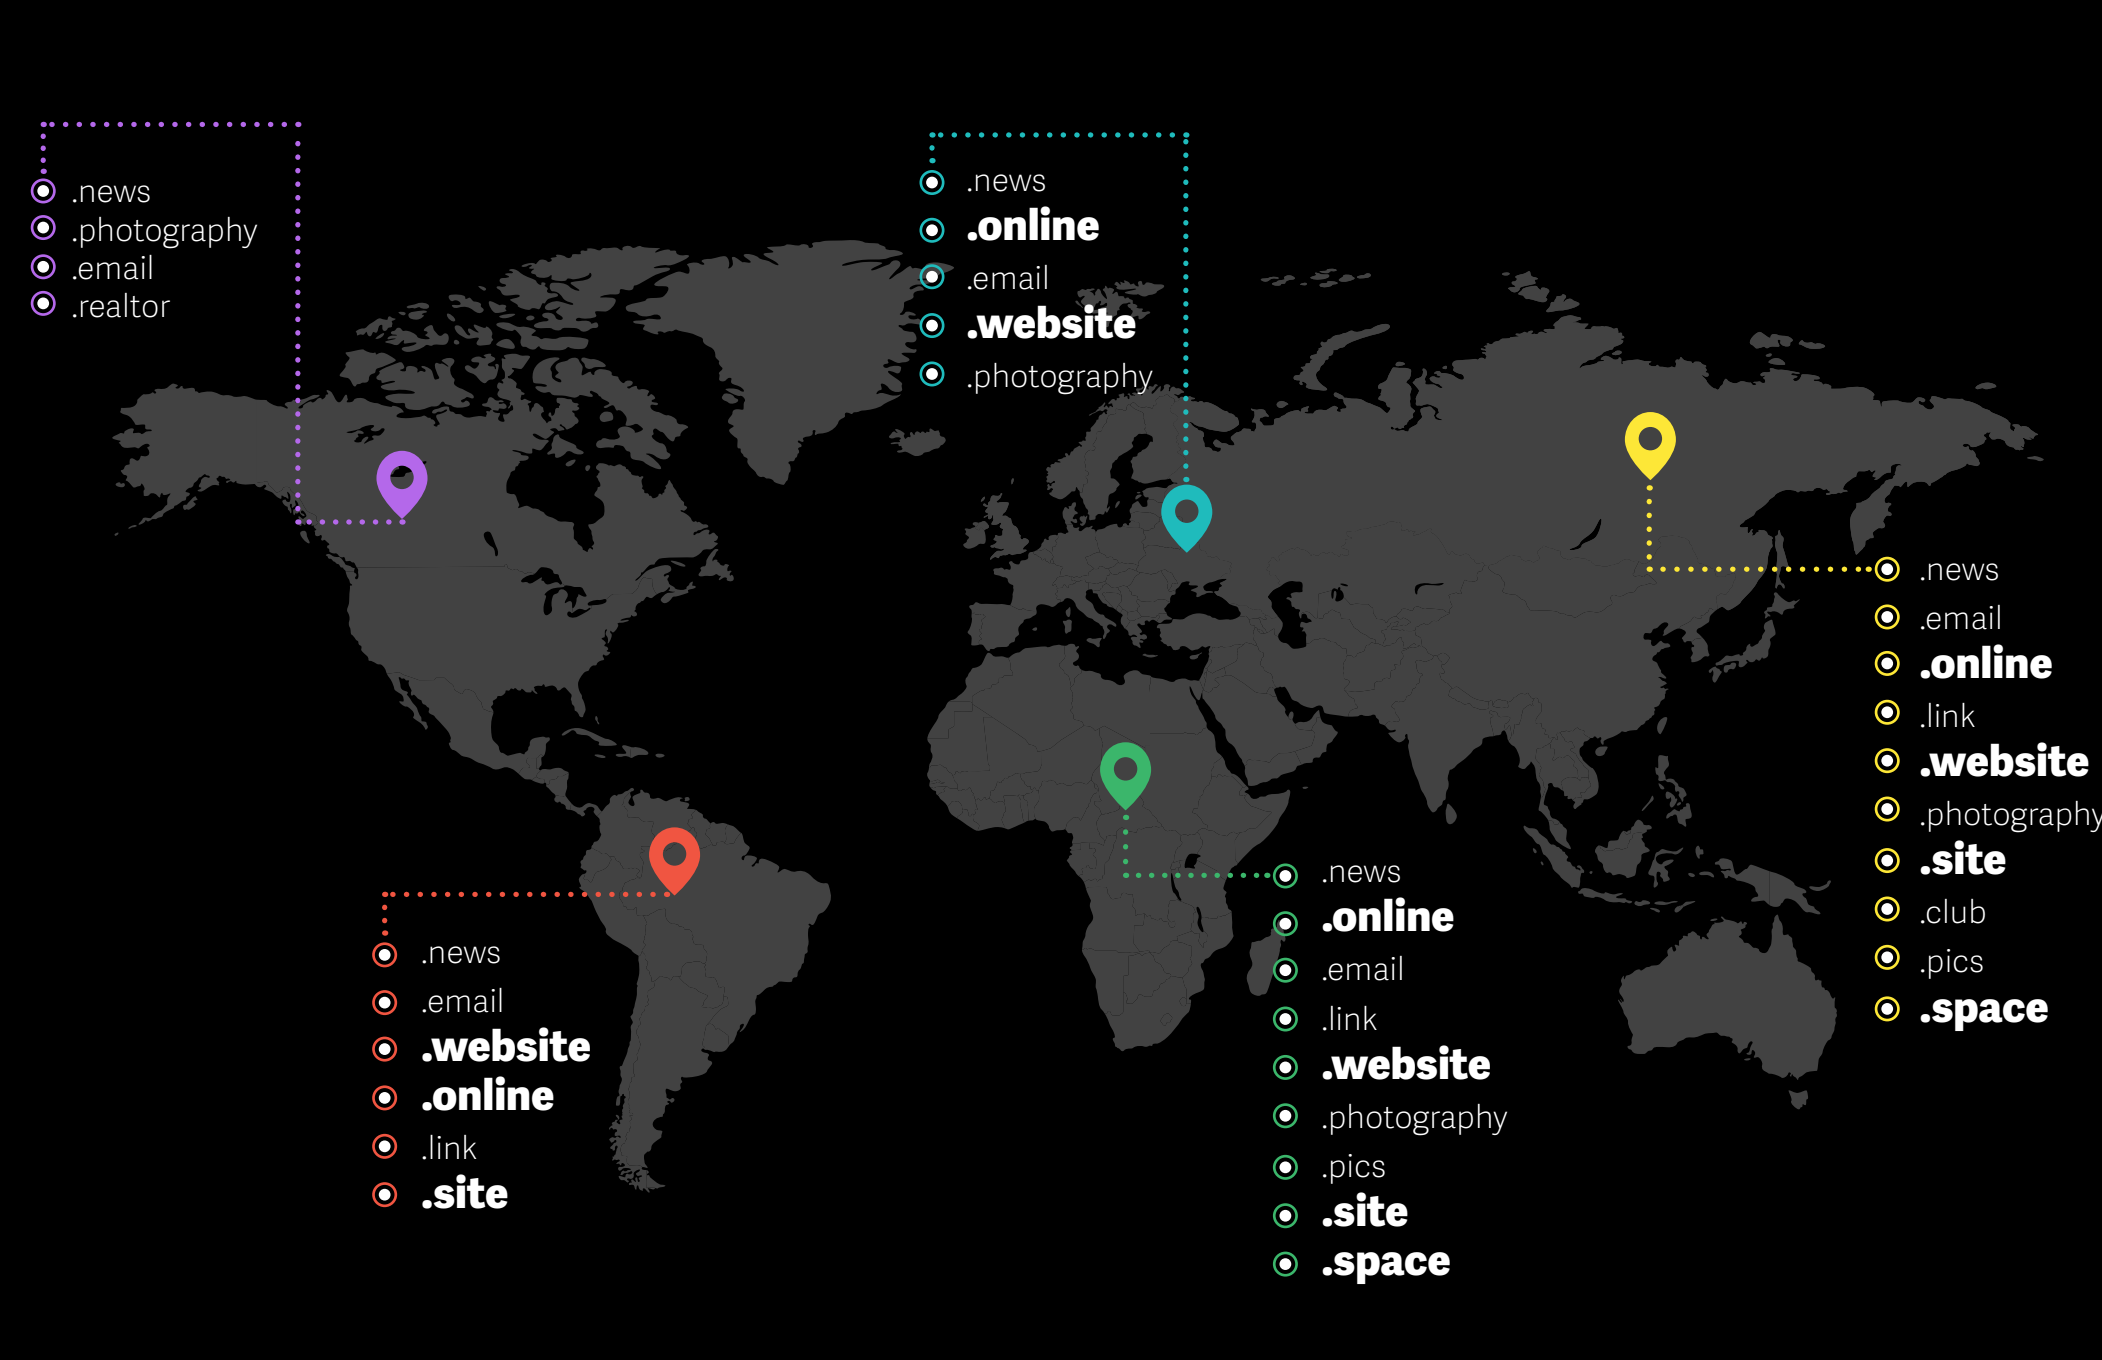 .news
.photography
.email
.realtor
.news
.online
.email
.website
.photography
.news
.email
.website
.online
.link
.site
.news
.online
.email
.link
.website
.photography
.pics
.site
.space
.news
.email
.online
.link
.website
.photography
.site
.club
.pics
.space